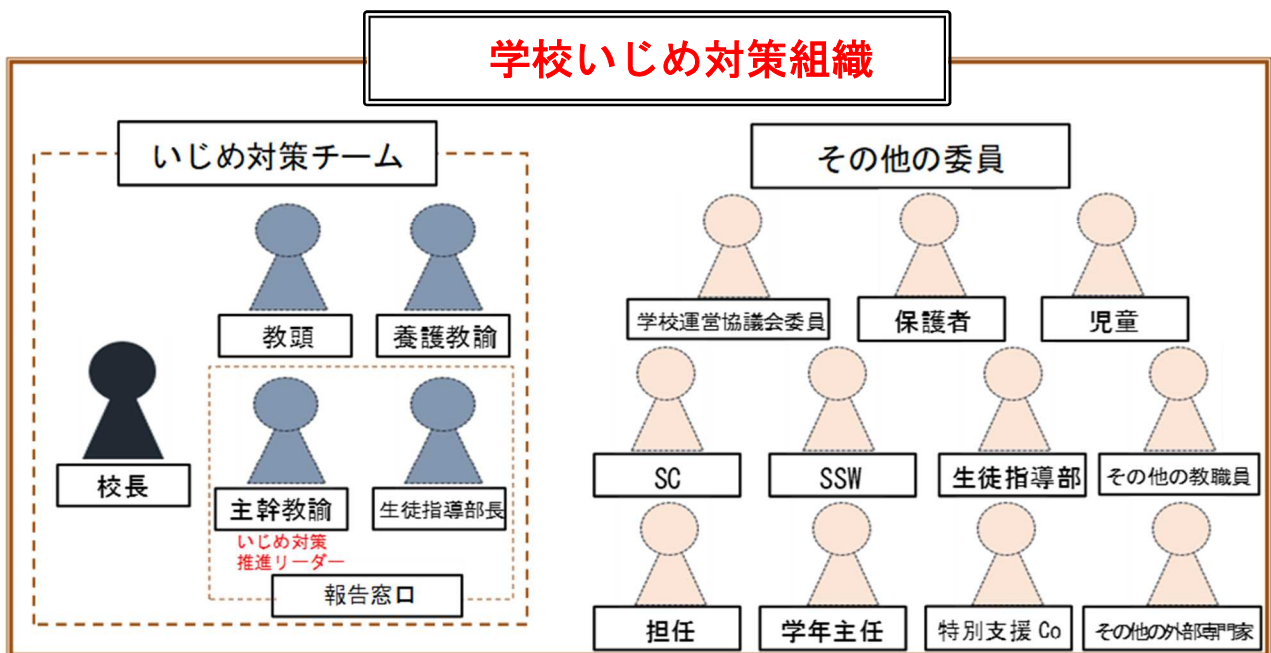 学校いじめ対策組織
いじめ対策チーム
教頭
養護教諭
校長
主幹教諭
いじめ対策
推進リーダー
生徒指導部長
報告窓口
その他の委員
学校運営協議会委員
保護者
児童
SC
SSW
生徒指導部
その他の教職員
担任
学年主任
特別支援 Co
その他の外部専門家